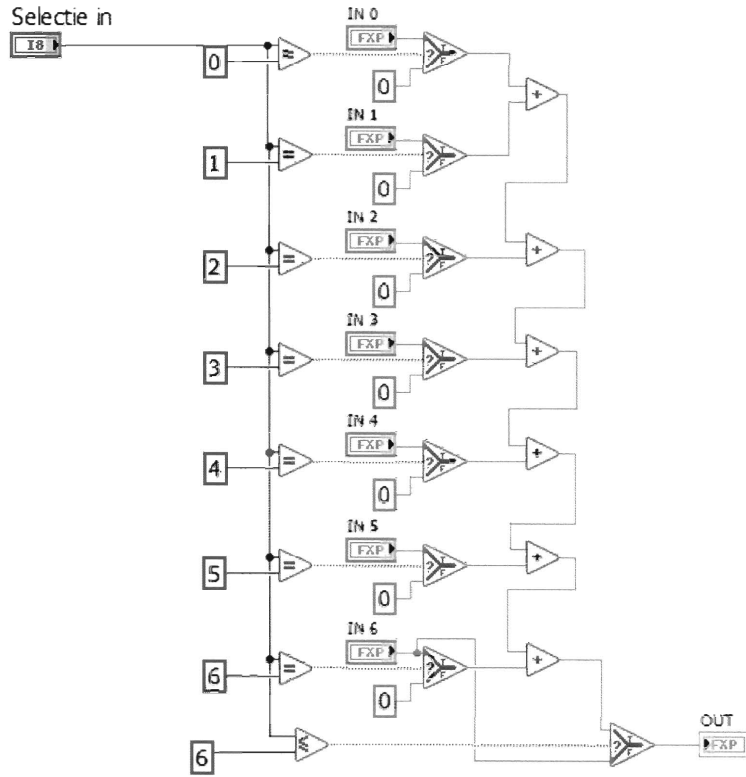 Selectie in
I8
IN 0
FXP
0
?
T
F
0
=
+
IN 1
FXP
1
=
?
T
F
0
IN 2
FXP
2
=
?
T
F
+
0
IN 3
FXP
3
=
?
T
F
+
0
IN 4
FXP
4
=
?
T
F
+
0
IN 5
FXP
5
=
?
T
F
+
0
IN 6
FXP
6
=
?
T
F
+
0
OUT
6
≤
?
T
F
FXP